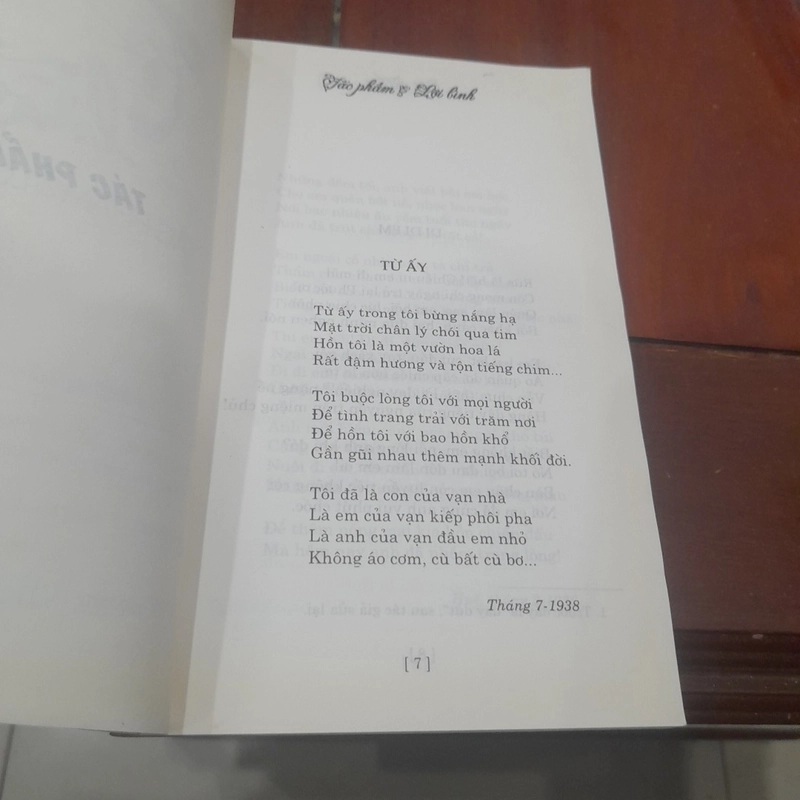 Tác phẩm & Lời bình
TÁC PHẨ
TỪ ẤY
Từ ấy trong tôi bừng nắng hạ
Mặt trời chân lý chói qua tim
Hồn tôi là một vườn hoa lá
Rất đậm hương và rộn tiếng chim...
Tôi buộc lòng tôi với mọi người
Để tình trang trải với trăm nơi
Để hồn tôi với bao hồn khổ
Gần gũi nhau thêm mạnh khối đời.
Tôi đã là con của vạn nhà
Là em của vạn kiếp phôi pha
Là anh của vạn đầu em nhỏ
Không áo cơm, cù bất cù bơ...
Tháng 7-1938
[ 7 ]